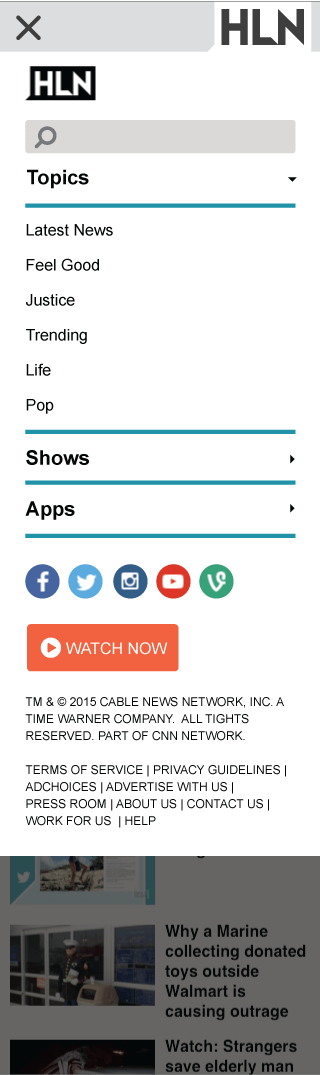 HLN
HLN
Topics
Latest News
Feel Good
Justice
Trending
Life
Pop
Shows
Apps
WATCH NOW
TM & © 2015 CABLE NEWS NETWORK, INC. A
TIME WARNER COMPANY. ALL TIGHTS
RESERVED. PART OF CNN NETWORK.
TERMS OF SERVICE | PRIVACY GUIDELINES |
ADCHOICES | ADVERTISE WITH US |
PRESS ROOM | ABOUT US | CONTACT US |
WORK FOR US | HELP
Why a Marine
collecting donated
toys outside
Walmart is
causing outrage
Watch: Strangers
save elderly man